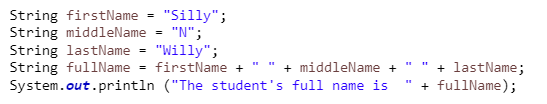 String firstName = "Silly";
String middleName = "N";
String lastName = "Willy";
String fullName = firstName + " " + middleName + " " + lastName;
System.out.println ("The student's full name is  " + fullName);